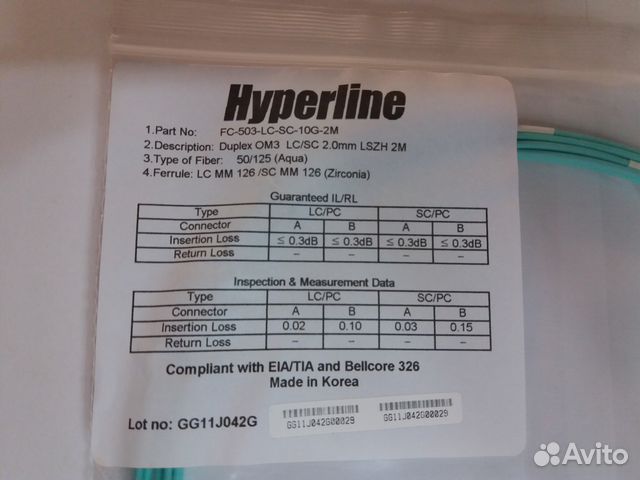 Hyperline
1.Part No: FC-503-LC-SC-10G-2M
2.Description: Duplex OM3 LC/SC 2.0mm LSZH 2M
3.Type of Fiber: 50/125 (Aqua)
4.Ferrule: LC MM 126 /SC MM 126 (Zirconia)
Guaranteed IL/RL
Type LC/PC SC/PC
Connector A B A B
Insertion Loss ≤ 0.3dB ≤ 0.3dB ≤ 0.3dB ≤ 0.3dB
Return Loss – – – –
Inspection & Measurement Data
Type LC/PC SC/PC
Connector A B A B
Insertion Loss 0.02 0.10 0.03 0.15
Return Loss – – – –
Compliant with EIA/TIA and Bellcore 326
Made in Korea
Lot no: GG11J042G GG11J042G00029 GG11J042G00029
Avito